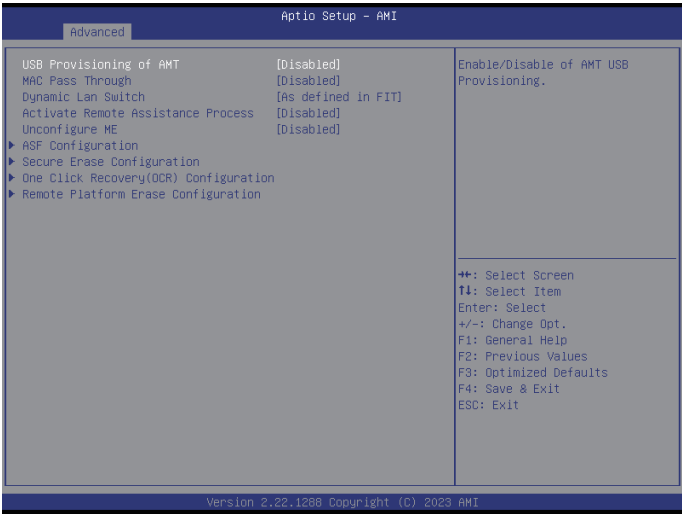 Aptio Setup – AMI
Advanced
USB Provisioning of AMT [Disabled]
MAC Pass Through [Disabled]
Dynamic Lan Switch [As defined in FIT]
Activate Remote Assistance Process [Disabled]
Unconfigure ME [Disabled]
ASF Configuration
Secure Erase Configuration
One Click Recovery(OCR) Configuration
Remote Platform Erase Configuration
Enable/Disable of AMT USB
Provisioning.
→←: Select Screen
↑↓: Select Item
Enter: Select
+/-: Change Opt.
F1: General Help
F2: Previous Values
F3: Optimized Defaults
F4: Save & Exit
ESC: Exit
Version 2.22.1288 Copyright (C) 2023 AMI